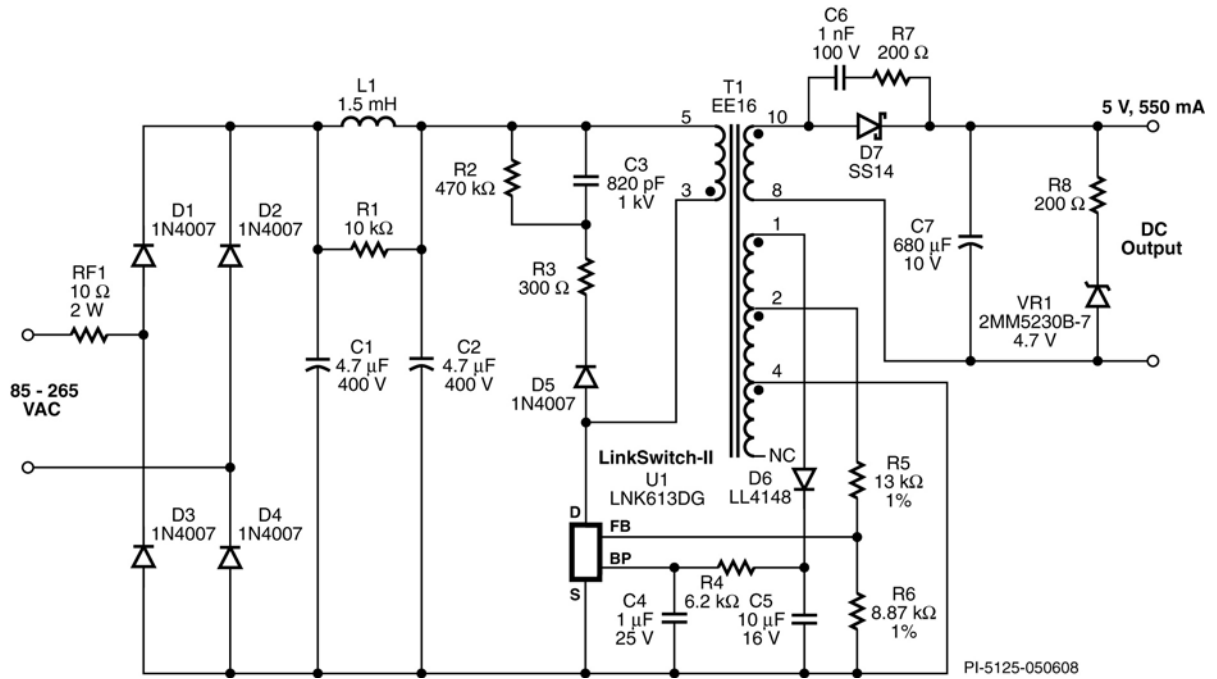 C6
1 nF
100 V
R7
200 Ω
L1
1.5 mH
T1
EE16
5 V, 550 mA
5
10
D7
SS14
R2
470 kΩ
C3
820 pF
1 kV
3
8
R8
200 Ω
DC
Output
D1
1N4007
D2
1N4007
R1
10 kΩ
1
C7
680 µF
10 V
RF1
10 Ω
2 W
R3
300 Ω
2
VR1
2MM5230B-7
4.7 V
C1
4.7 µF
400 V
C2
4.7 µF
400 V
D5
1N4007
4
85 - 265
VAC
NC
LinkSwitch-II
U1
LNK613DG
D6
LL4148
R5
13 kΩ
1%
D3
1N4007
D4
1N4007
D
FB
BP
S
R4
6.2 kΩ
C4
1 µF
25 V
C5
10 µF
16 V
R6
8.87 kΩ
1%
PI-5125-050608